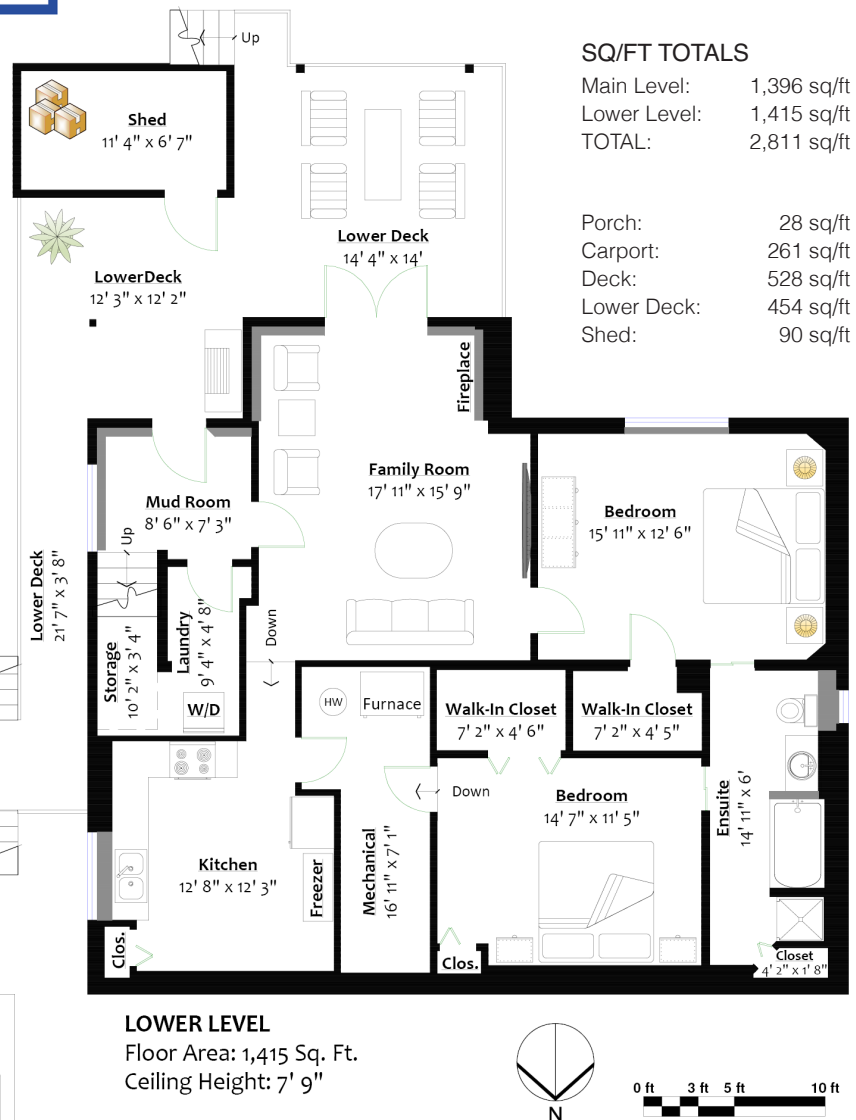 Up
SQ/FT TOTALS
Main Level: 1,396 sq/ft
Lower Level: 1,415 sq/ft
TOTAL: 2,811 sq/ft
Porch: 28 sq/ft
Carport: 261 sq/ft
Deck: 528 sq/ft
Lower Deck: 454 sq/ft
Shed: 90 sq/ft
Shed
11' 4" x 6' 7"
Lower Deck
14' 4" x 14'
LowerDeck
12' 3" x 12' 2"
Fireplace
Family Room
17' 11" x 15' 9"
Mud Room
8' 6" x 7' 3"
Bedroom
15' 11" x 12' 6"
Up
Lower Deck
21' 7" x 3' 8"
Storage
10' 2" x 3' 4"
Laundry
9' 4" x 4' 8"
W/D
Down
HW
Furnace
Walk-In Closet
7' 2" x 4' 6"
Walk-In Closet
7' 2" x 4' 5"
Down
Bedroom
14' 7" x 11' 5"
Ensuite
14' 11" x 6'
Kitchen
12' 8" x 12' 3"
Freezer
Mechanical
16' 11" x 7' 1"
Clos.
Clos.
Closet
4' 2" x 1' 8"
LOWER LEVEL
Floor Area: 1,415 Sq. Ft.
Ceiling Height: 7' 9"
N
0 ft 3 ft 5 ft 10 ft